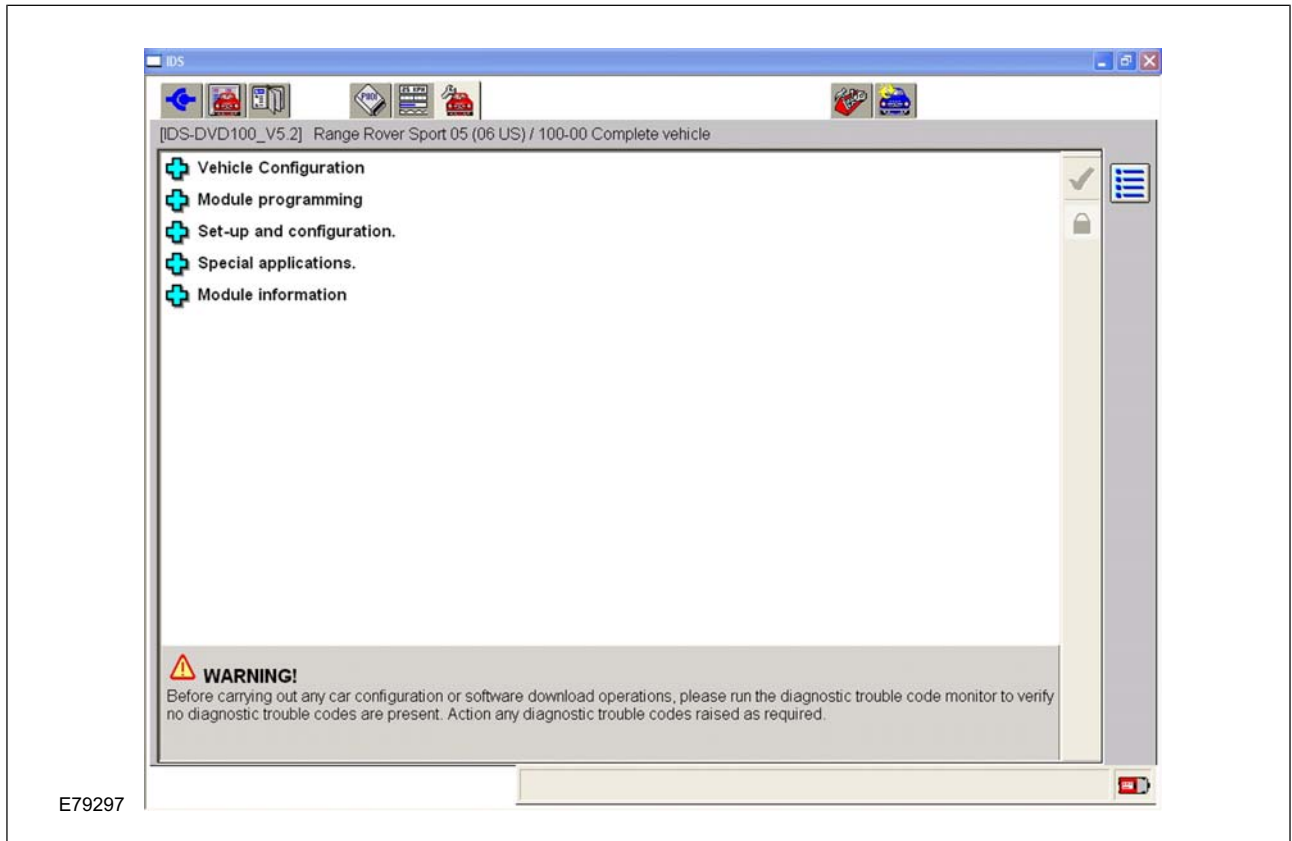 IDS
[IDS-DVD100_V5.2] Range Rover Sport 05 (06 US) / 100-00 Complete vehicle
Vehicle Configuration
Module programming
Set-up and configuration.
Special applications.
Module information
WARNING!
Before carrying out any car configuration or software download operations, please run the diagnostic trouble code monitor to verify
no diagnostic trouble codes are present. Action any diagnostic trouble codes raised as required.
E79297